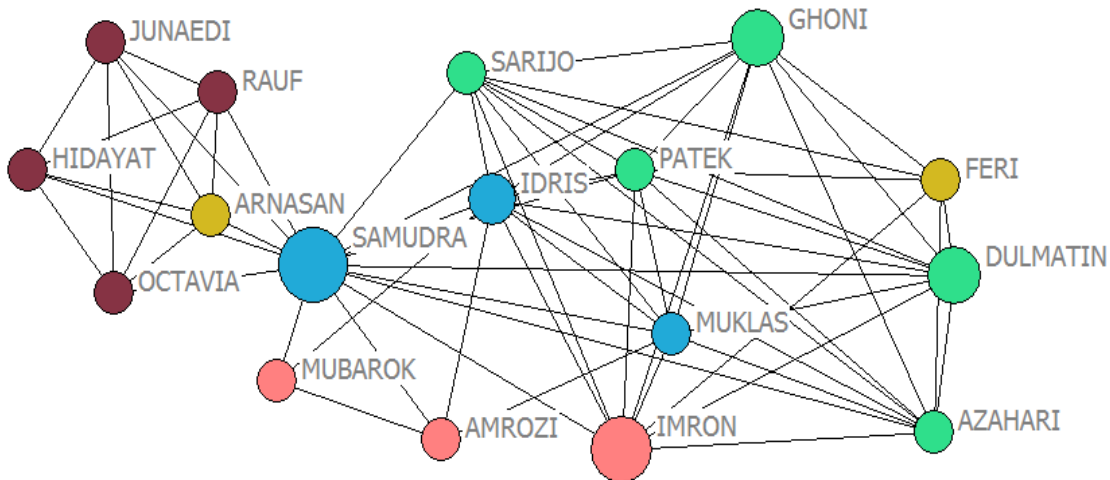 GHONI
JUNAEDI
SARIJO
RAUF
HIDAYAT
PATEK
FERI
IDRIS
ARNASAN
SAMUDRA
DULMATIN
OCTAVIA
MUKLAS
MUBAROK
AMROZI
IMRON
AZAHARI